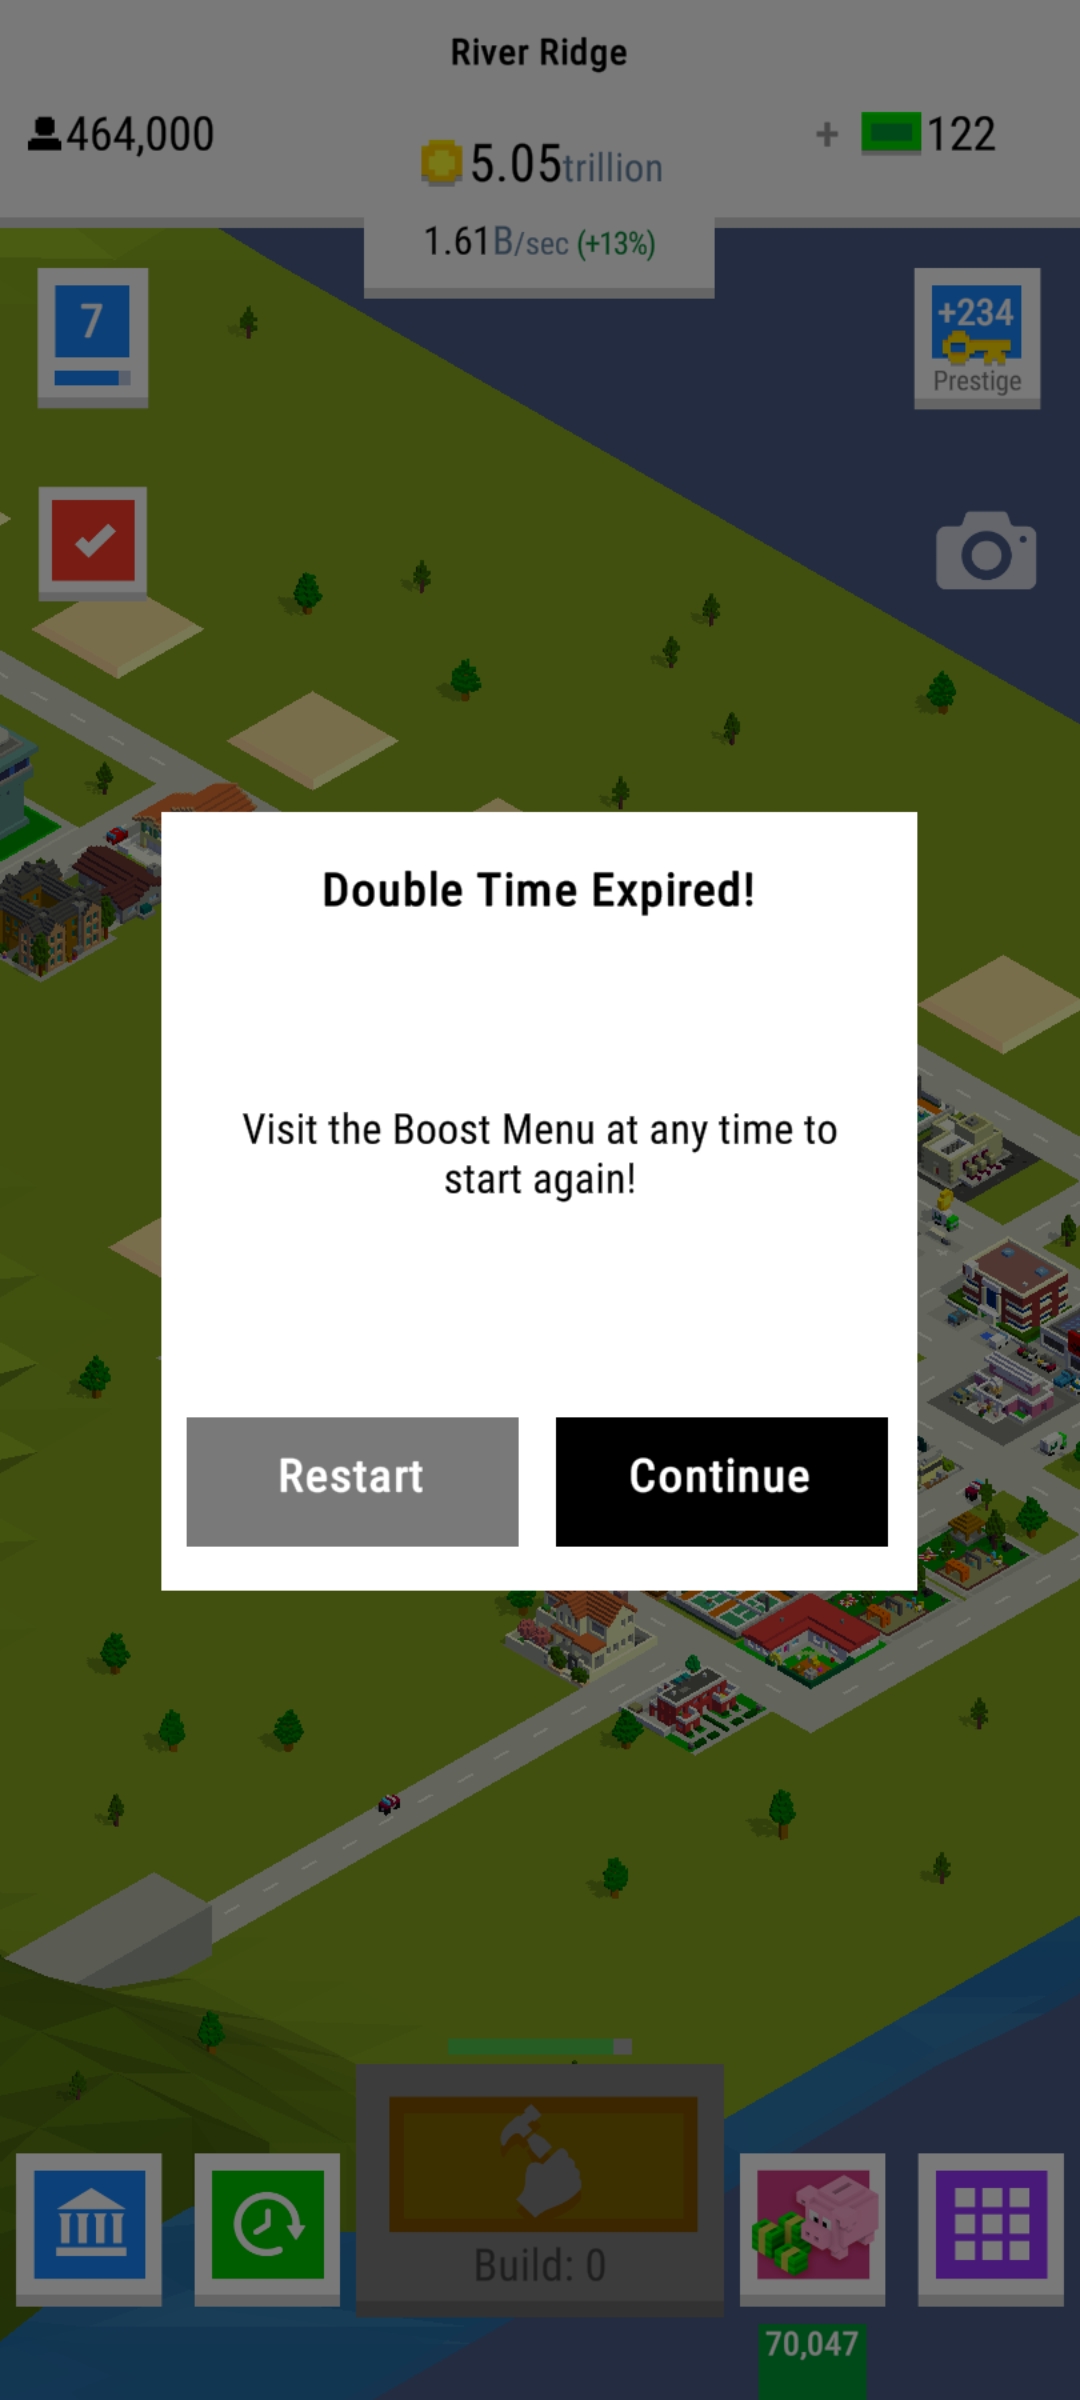 River Ridge
464,000
5.05trillion
+ 122
1.61B/sec (+13%)
7
+234
Prestige
Double Time Expired!
Visit the Boost Menu at any time to
start again!
Restart
Continue
Build: 0
70,047